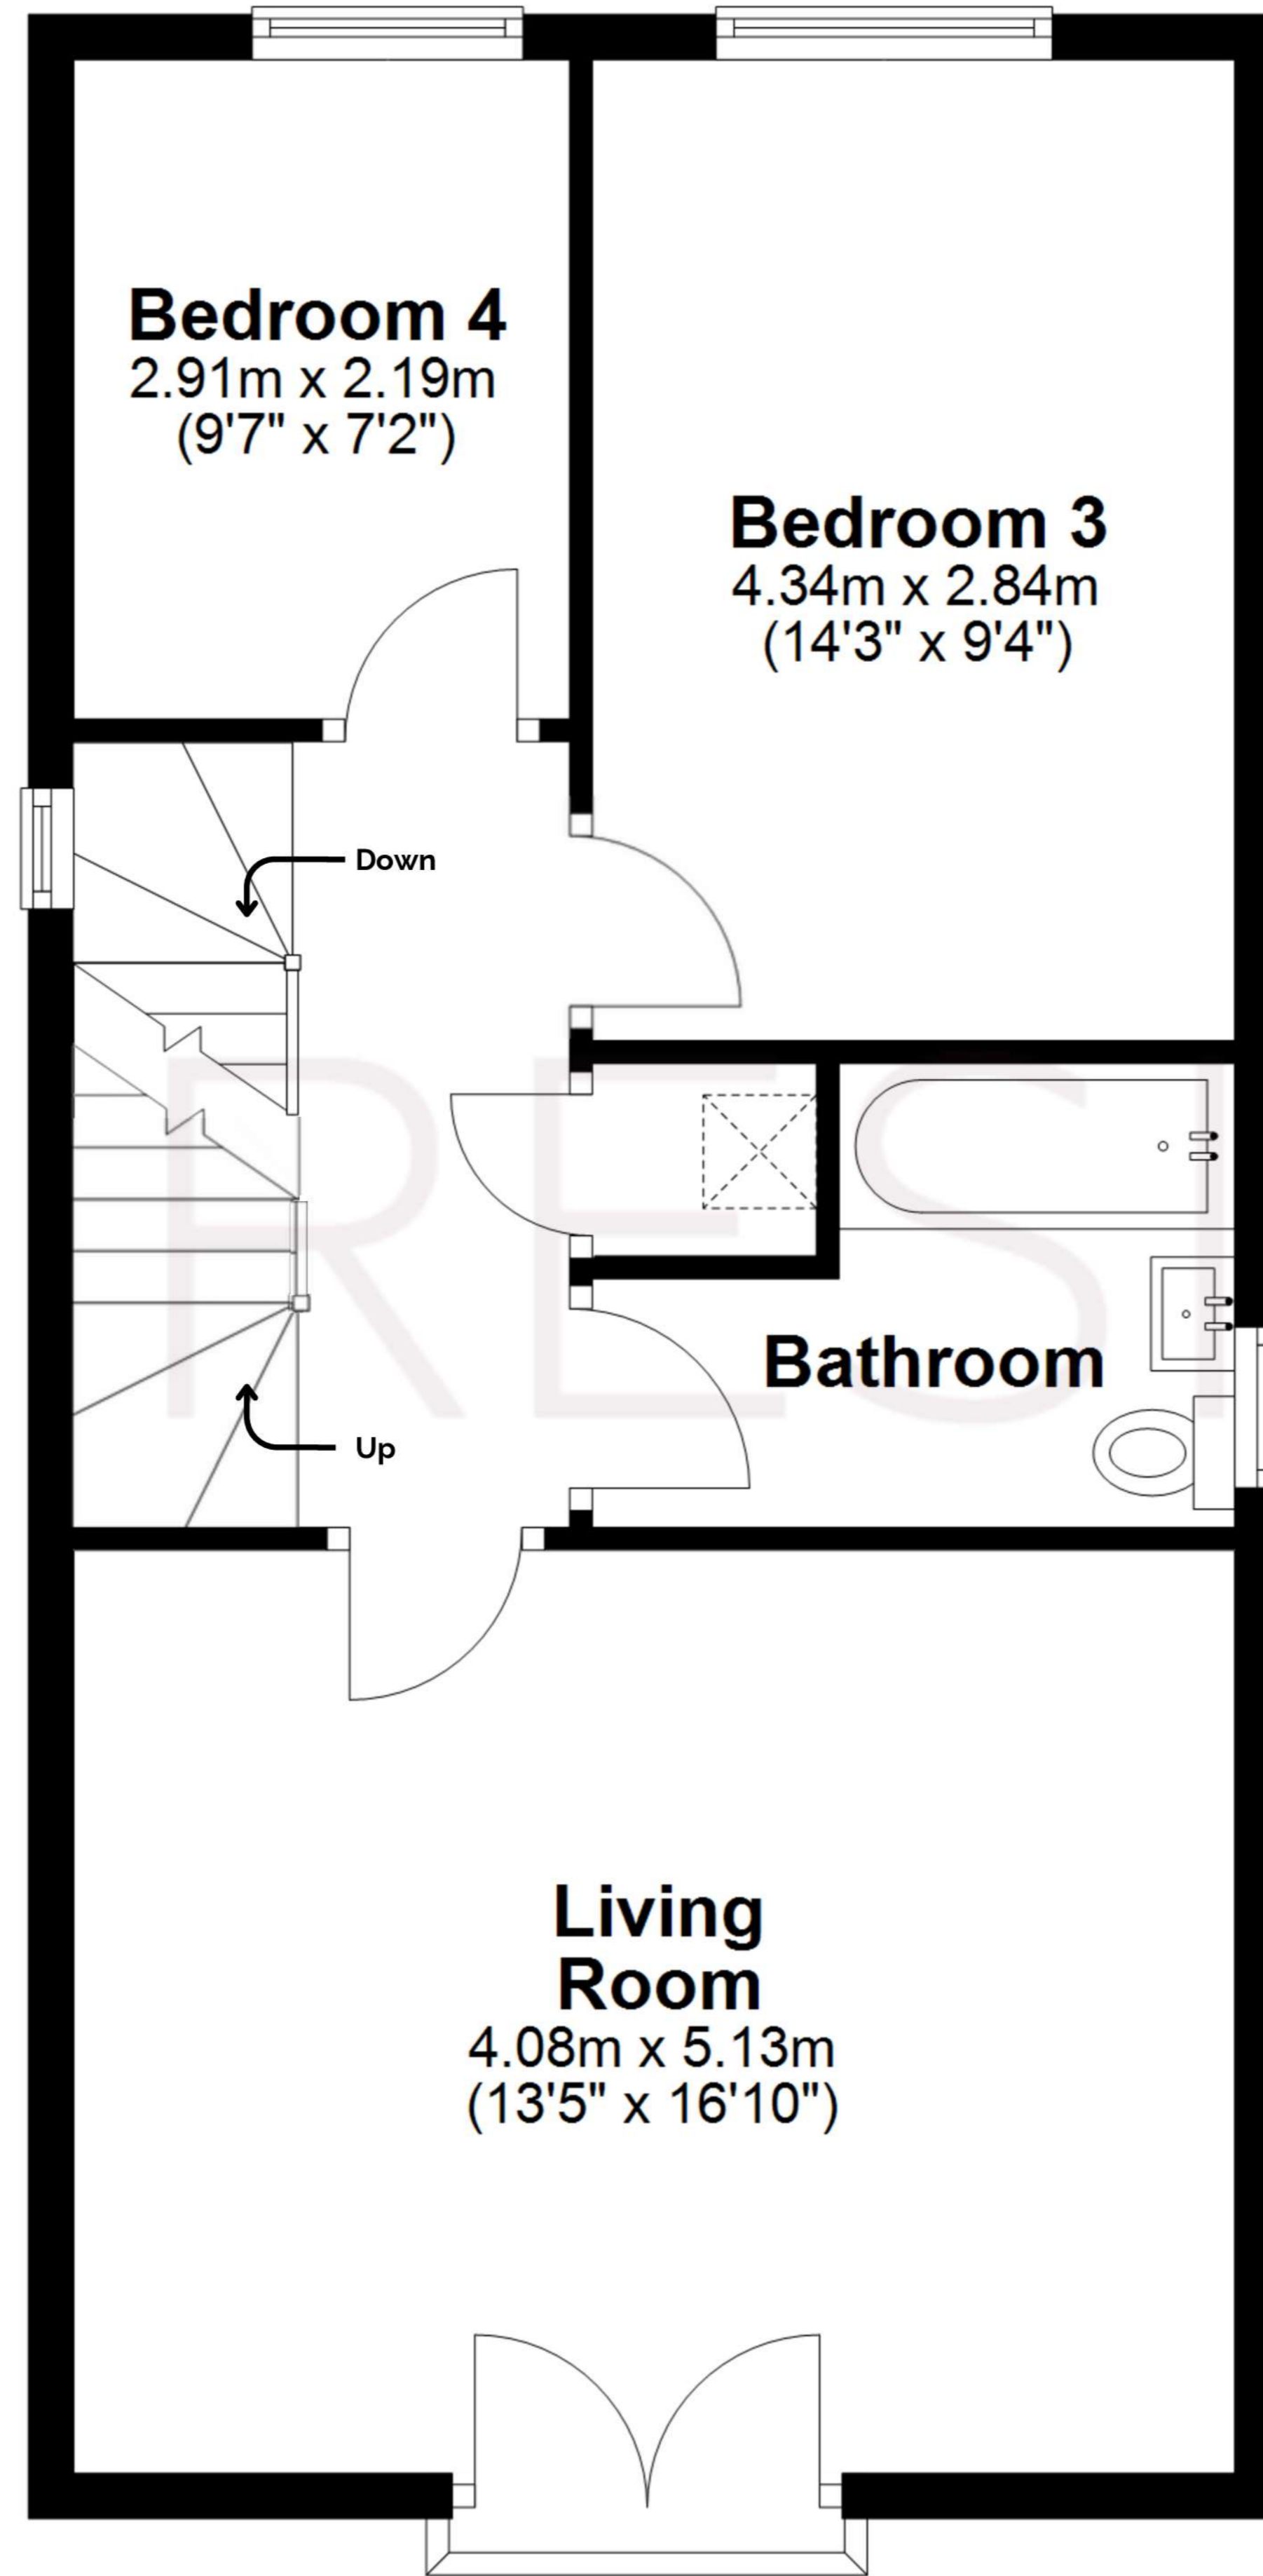 Bedroom 4
2.91m x 2.19m
(9'7" x 7'2")
Bedroom 3
4.34m x 2.84m
(14'3" x 9'4")
Down
RESI
Bathroom
Up
Living
Room
4.08m x 5.13m
(13'5" x 16'10")